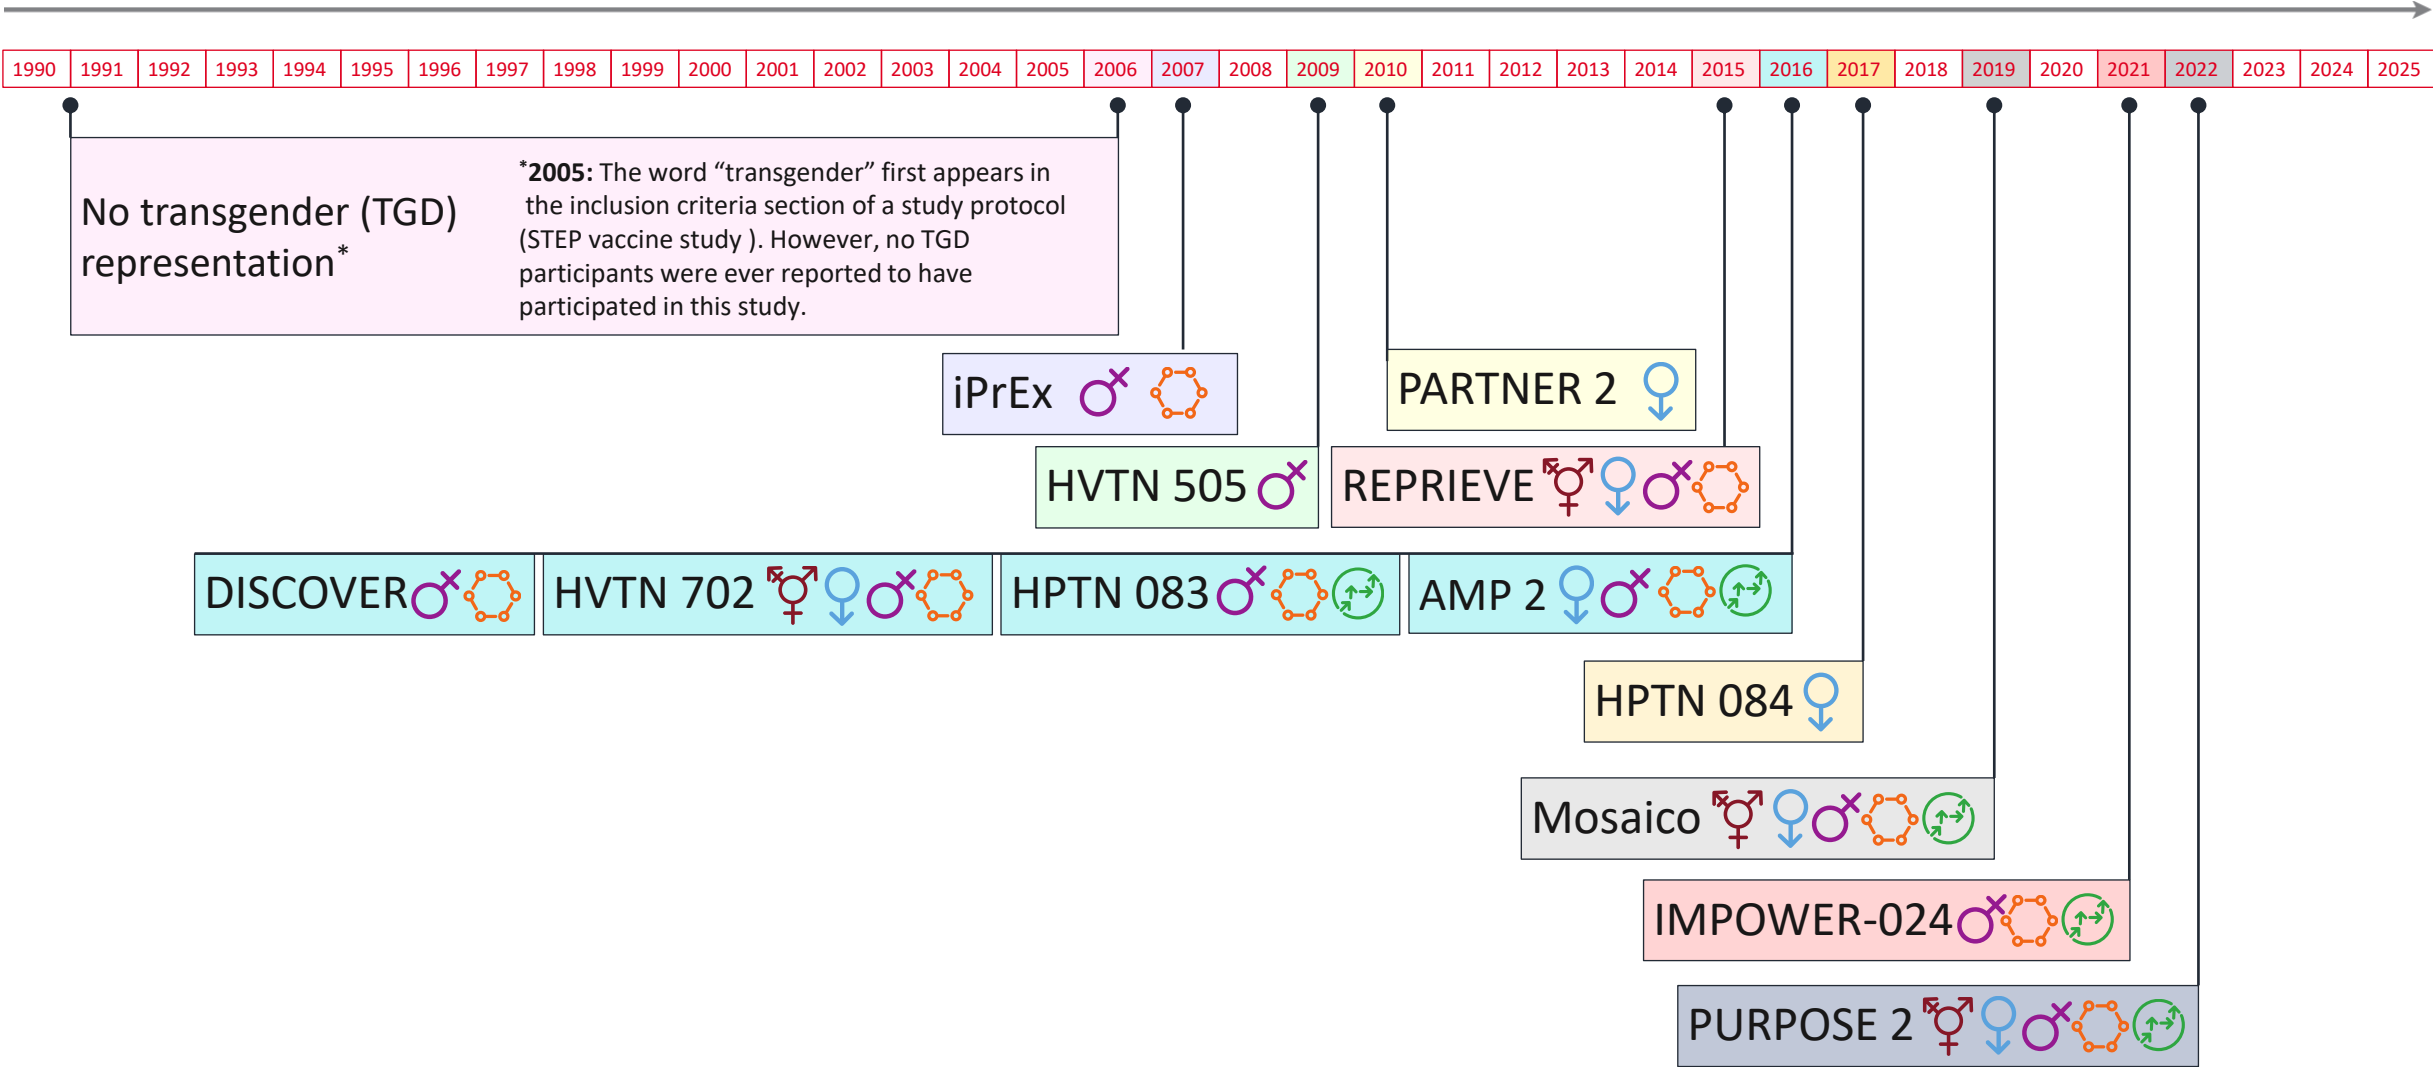 1990 1991 1992 1993 1994 1995 1996 1997 1998 1999 2000 2001 2002 2003 2004 2005 2006 2007 2008 2009 2010 2011 2012 2013 2014 2015 2016 2017 2018 2019 2020 2021 2022 2023 2024 2025
No transgender (TGD)
representation*
*2005: The word “transgender” first appears in
the inclusion criteria section of a study protocol
(STEP vaccine study ). However, no TGD
participants were ever reported to have
participated in this study.
iPrEx
PARTNER 2
HVTN 505
REPRIEVE
DISCOVER
HVTN 702
HPTN 083
AMP 2
HPTN 084
Mosaico
IMPOWER-024
PURPOSE 2